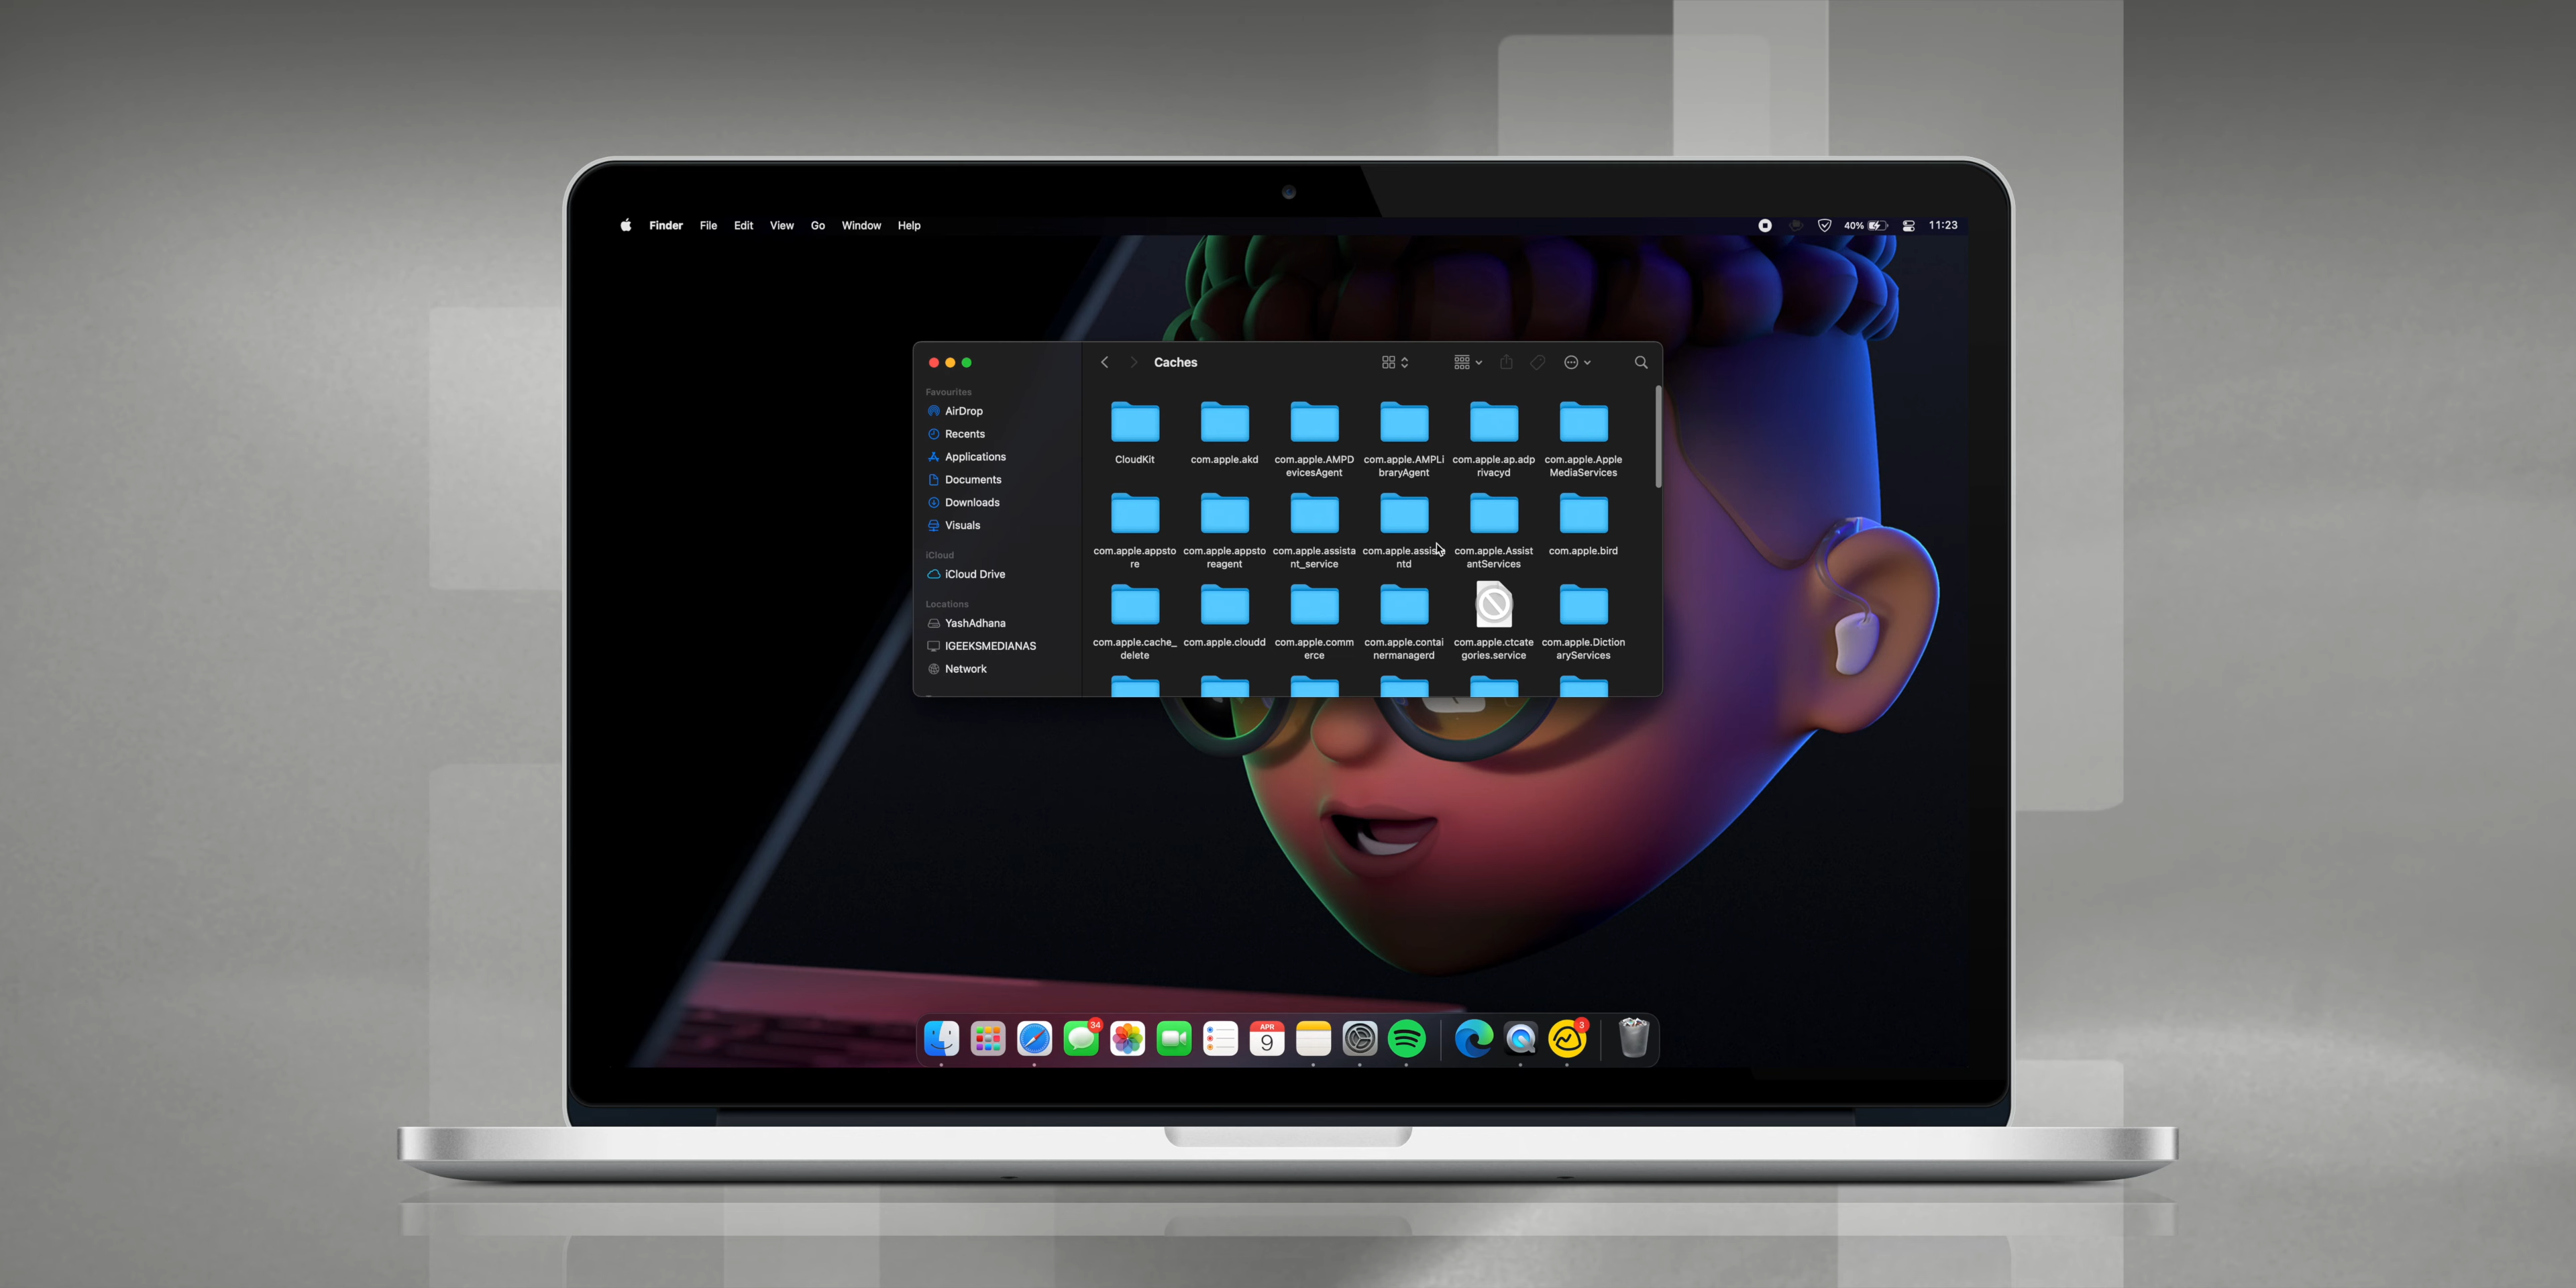 Finder File Edit View Go Window Help 40% 11:23
Caches
Favourites
AirDrop
Recents
Applications
Documents
Downloads
Visuals
iCloud
iCloud Drive
Locations
YashAdhana
IGEEKSMEDIANAS
Network
CloudKit
com.apple.akd
com.apple.AMPD
evicesAgent
com.apple.AMPLi
braryAgent
com.apple.ap.adp
rivacyd
com.apple.Apple
MediaServices
com.apple.appsto
re
com.apple.appsto
reagent
com.apple.assista
nt_service
ntd
com.apple.Assist
antServices
com.apple.bird
com.apple.cache_
delete
com.apple.cloudd
com.apple.comm
erce
com.apple.contai
nermanagerd
com.apple.ctcate
gories.service
com.apple.Diction
aryServices
34
APR
9
3